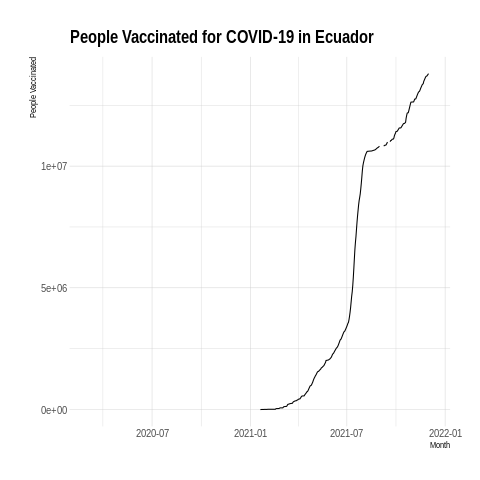 People Vaccinated for COVID-19 in Ecuador
People Vaccinated
1e+07
5e+06
0e+00
2020-07 2021-01 2021-07 2022-01
Month